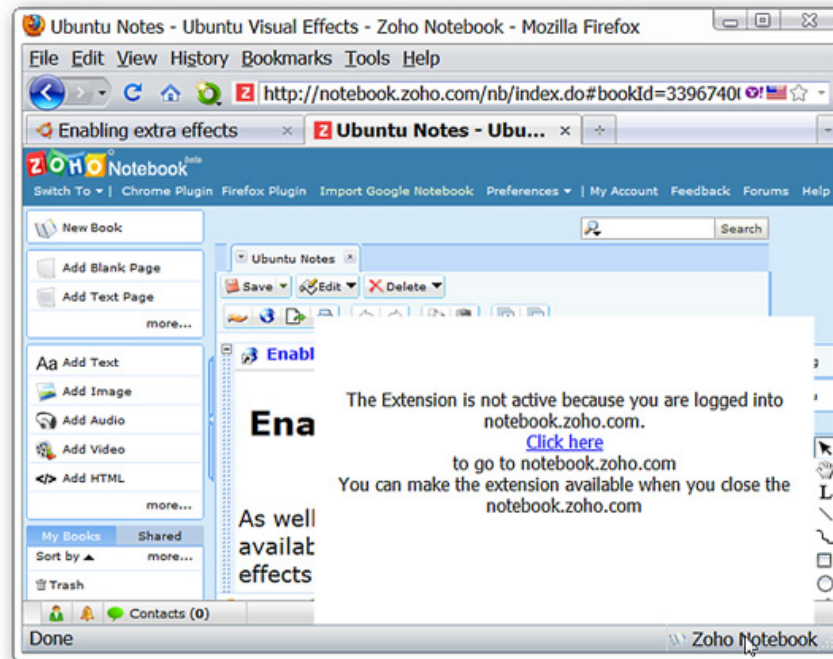 Ubuntu Notes - Ubuntu Visual Effects - Zoho Notebook - Mozilla Firefox
File Edit View History Bookmarks Tools Help
http://notebook.zoho.com/nb/index.do#bookId=3396740
Enabling extra effects
Ubuntu Notes - Ubu...
ZOHO Notebook beta
Switch To | Chrome Plugin Firefox Plugin Import Google Notebook Preferences | My Account Feedback Forums Help
New Book
Search
Add Blank Page
Add Text Page
more...
Aa Add Text
Add Image
Add Audio
Add Video
</> Add HTML
more...
My Books Shared
Sort by more...
Trash
Ubuntu Notes
Save Edit Delete
Enabl
Ena
As well
availab
effects
The Extension is not active because you are logged into
notebook.zoho.com.
Click here
to go to notebook.zoho.com
You can make the extension available when you close the
notebook.zoho.com
Contacts (0)
Done
Zoho Notebook